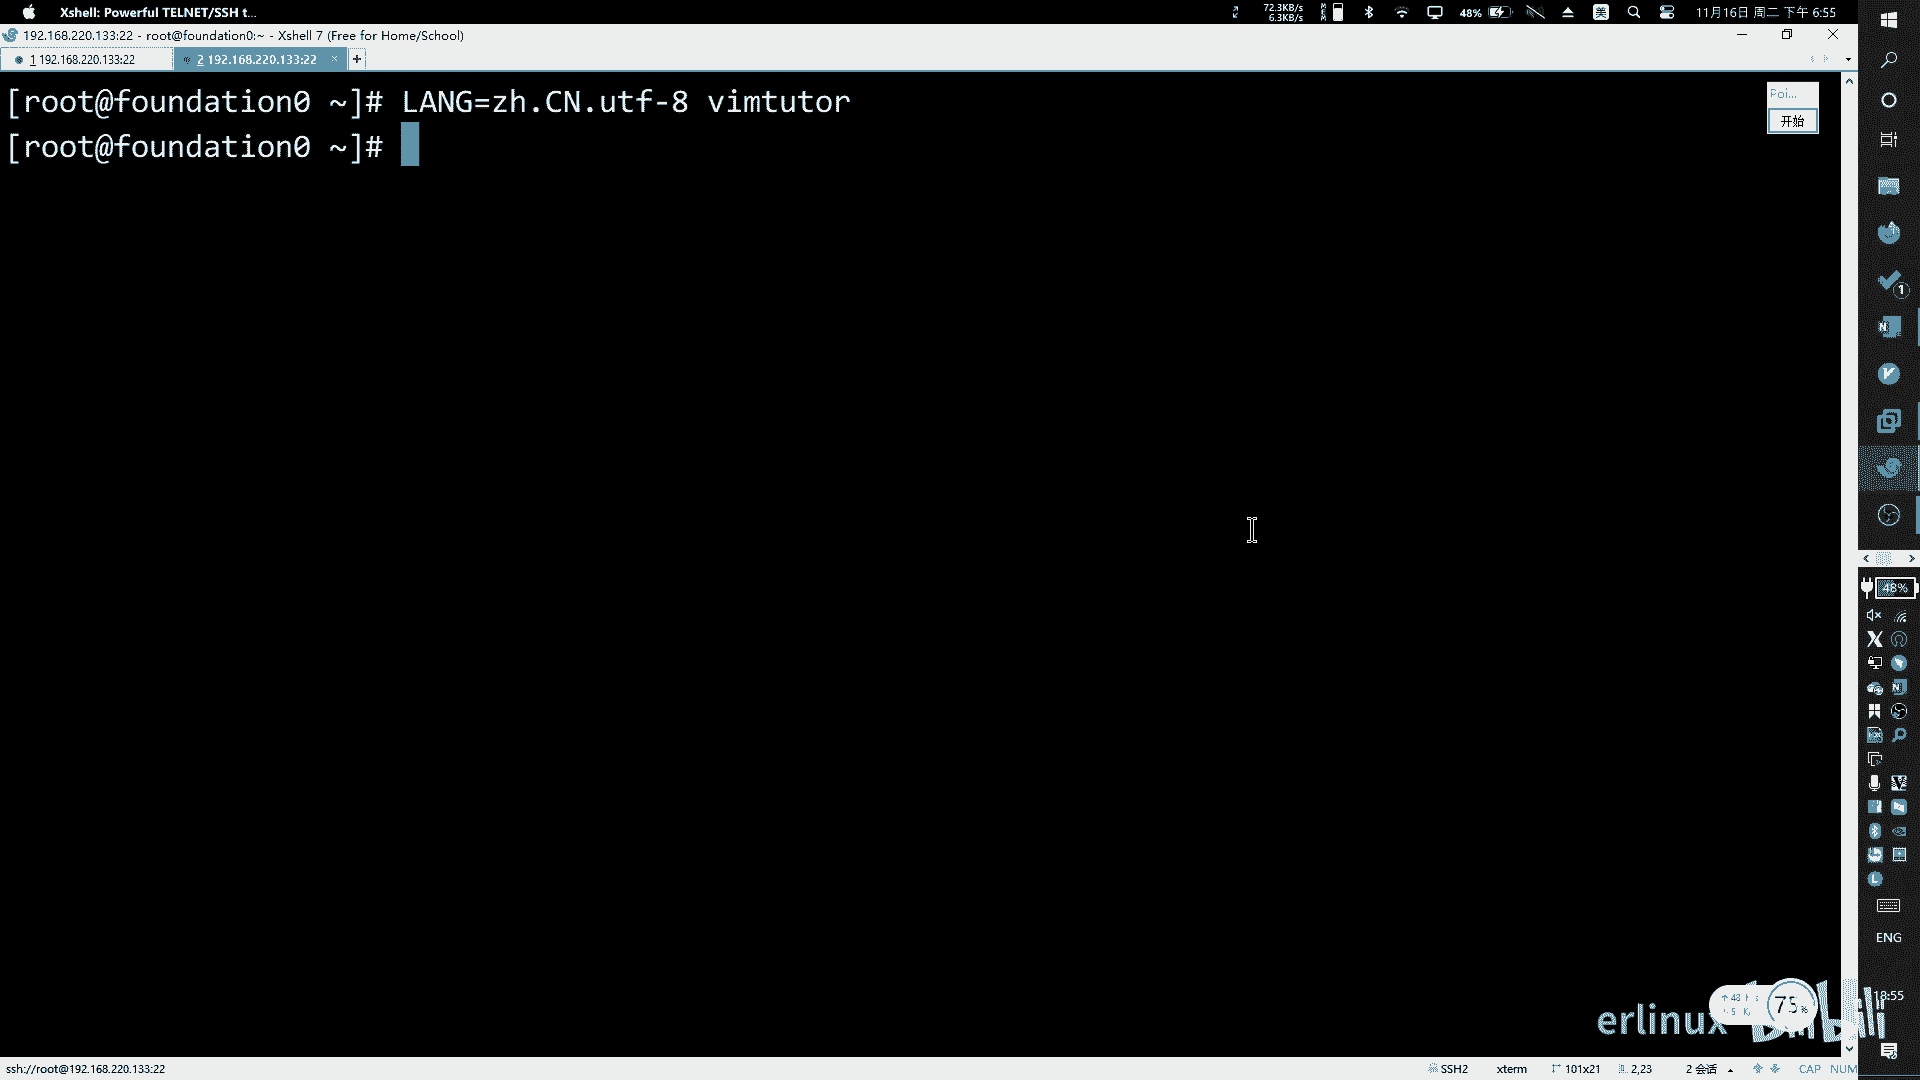 Xshell: Powerful TELNET/SSH t...
72.3KB/s
6.3KB/s
MEM
48%
美
11月16日 周二 下午 6:55
192.168.220.133:22 - root@foundation0:~ - Xshell 7 (Free for Home/School)
1 192.168.220.133:22
2 192.168.220.133:22
[root@foundation0 ~]# LANG=zh.CN.utf-8 vimtutor
[root@foundation0 ~]#
Poi...
开始
1
48%
ENG
18:55
75%
erlinux
bilibili
ssh://root@192.168.220.133:22
SSH2
xterm
101x21
2,23
2 会话
CAP
NUM